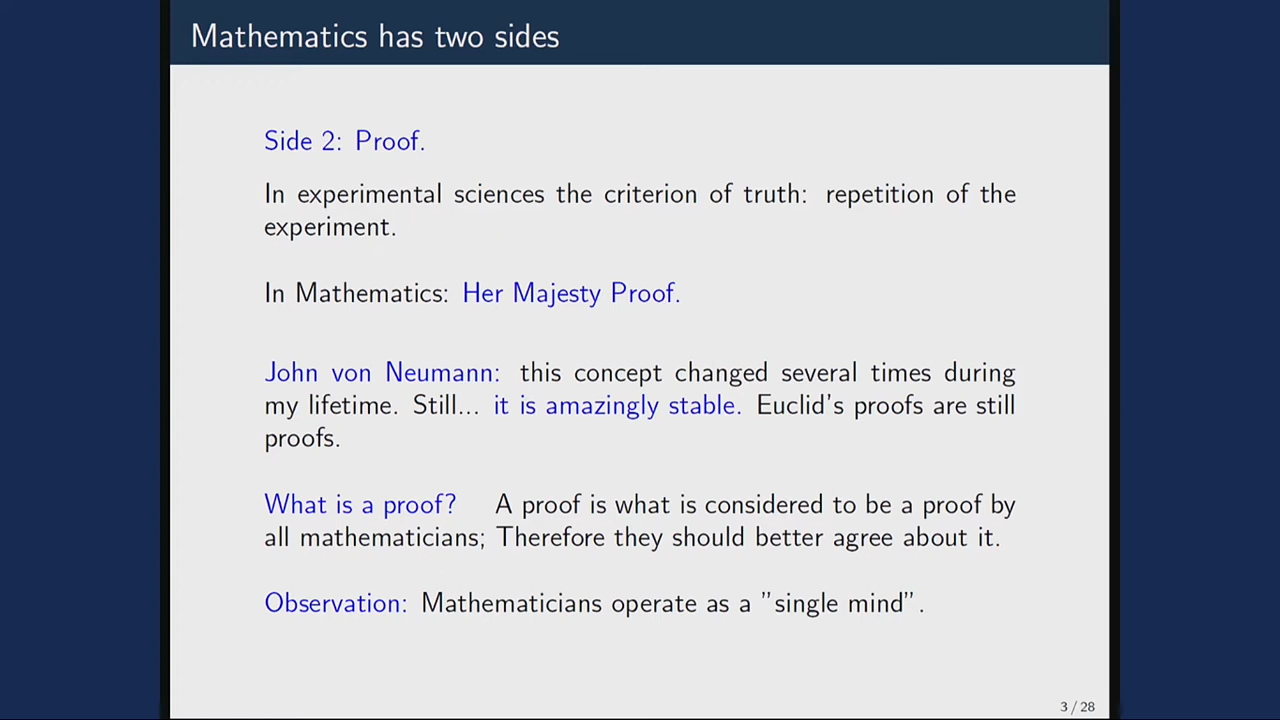 Mathematics has two sides
Side 2: Proof.
In experimental sciences the criterion of truth: repetition of the
experiment.
In Mathematics: Her Majesty Proof.
John von Neumann: this concept changed several times during
my lifetime. Still... it is amazingly stable. Euclid's proofs are still
proofs.
What is a proof? A proof is what is considered to be a proof by
all mathematicians; Therefore they should better agree about it.
Observation: Mathematicians operate as a ”single mind”.
3 / 28